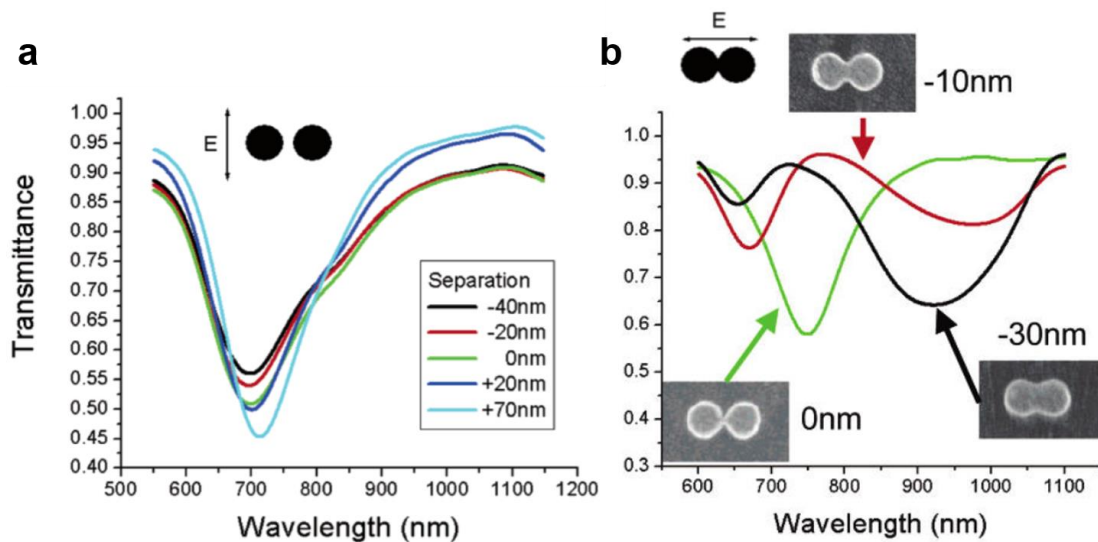 a
E
1.00
0.95
0.90
0.85
0.80
0.75
0.70
0.65
0.60
0.55
0.50
0.45
0.40
Transmittance
500 600 700 800 900 1000 1100 1200
Wavelength (nm)
Separation
-40nm
-20nm
0nm
+20nm
+70nm
b
E
-10nm
1.0
0.9
0.8
0.7
0.6
0.5
0.4
0.3
-30nm
0nm
600 700 800 900 1000 1100
Wavelength (nm)